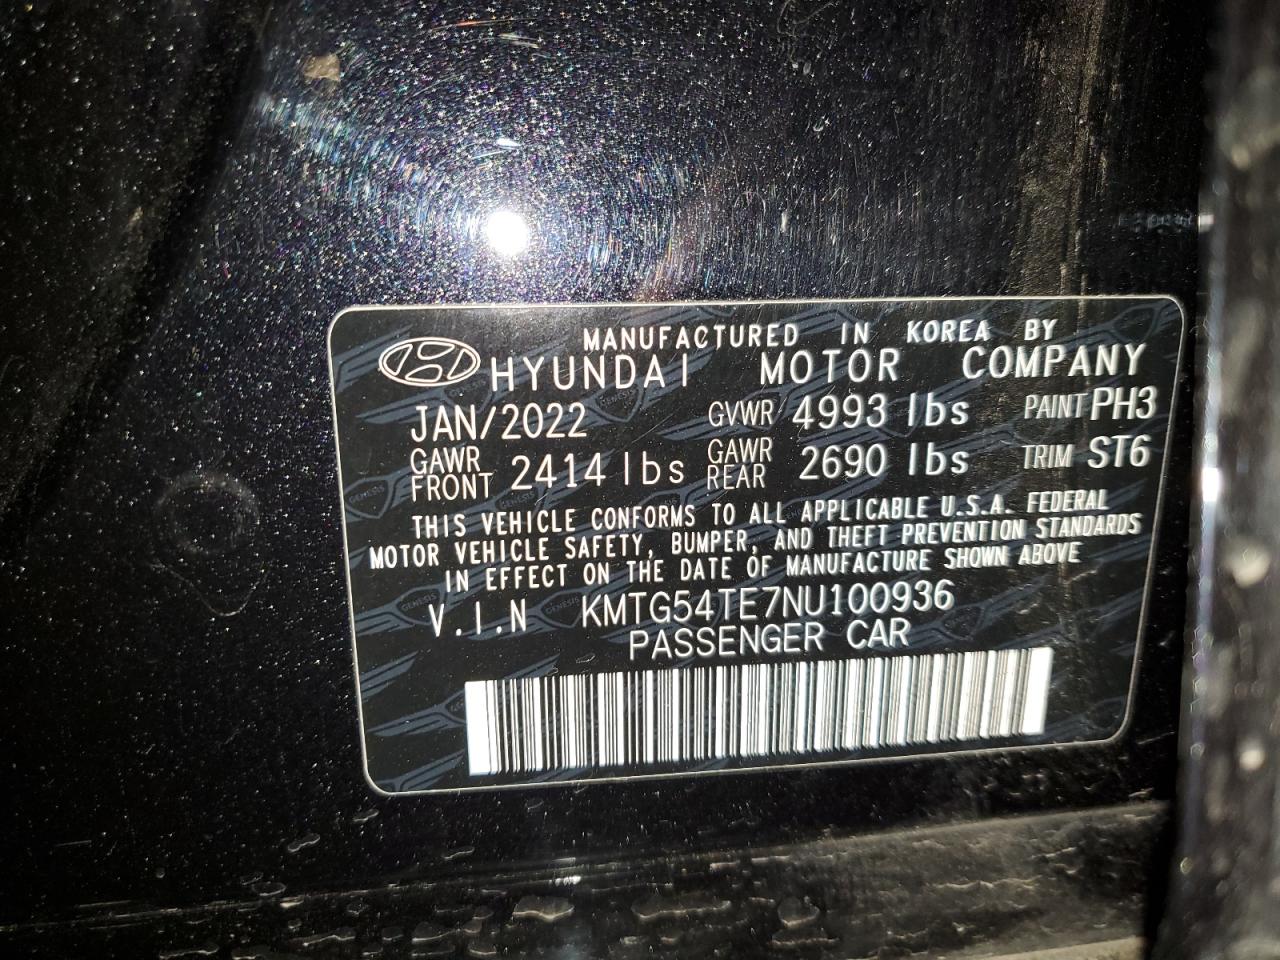 MANUFACTURED IN KOREA BY
HYUNDAI MOTOR COMPANY
JAN/2022 GVWR 4993 lbs PAINT PH3
GAWR FRONT 2414 lbs GAWR REAR 2690 lbs TRIM ST6
THIS VEHICLE CONFORMS TO ALL APPLICABLE U.S.A. FEDERAL
MOTOR VEHICLE SAFETY, BUMPER, AND THEFT PREVENTION STANDARDS
IN EFFECT ON THE DATE OF MANUFACTURE SHOWN ABOVE
V.I.N KMTG54TE7NU100936
PASSENGER CAR
GENESIS